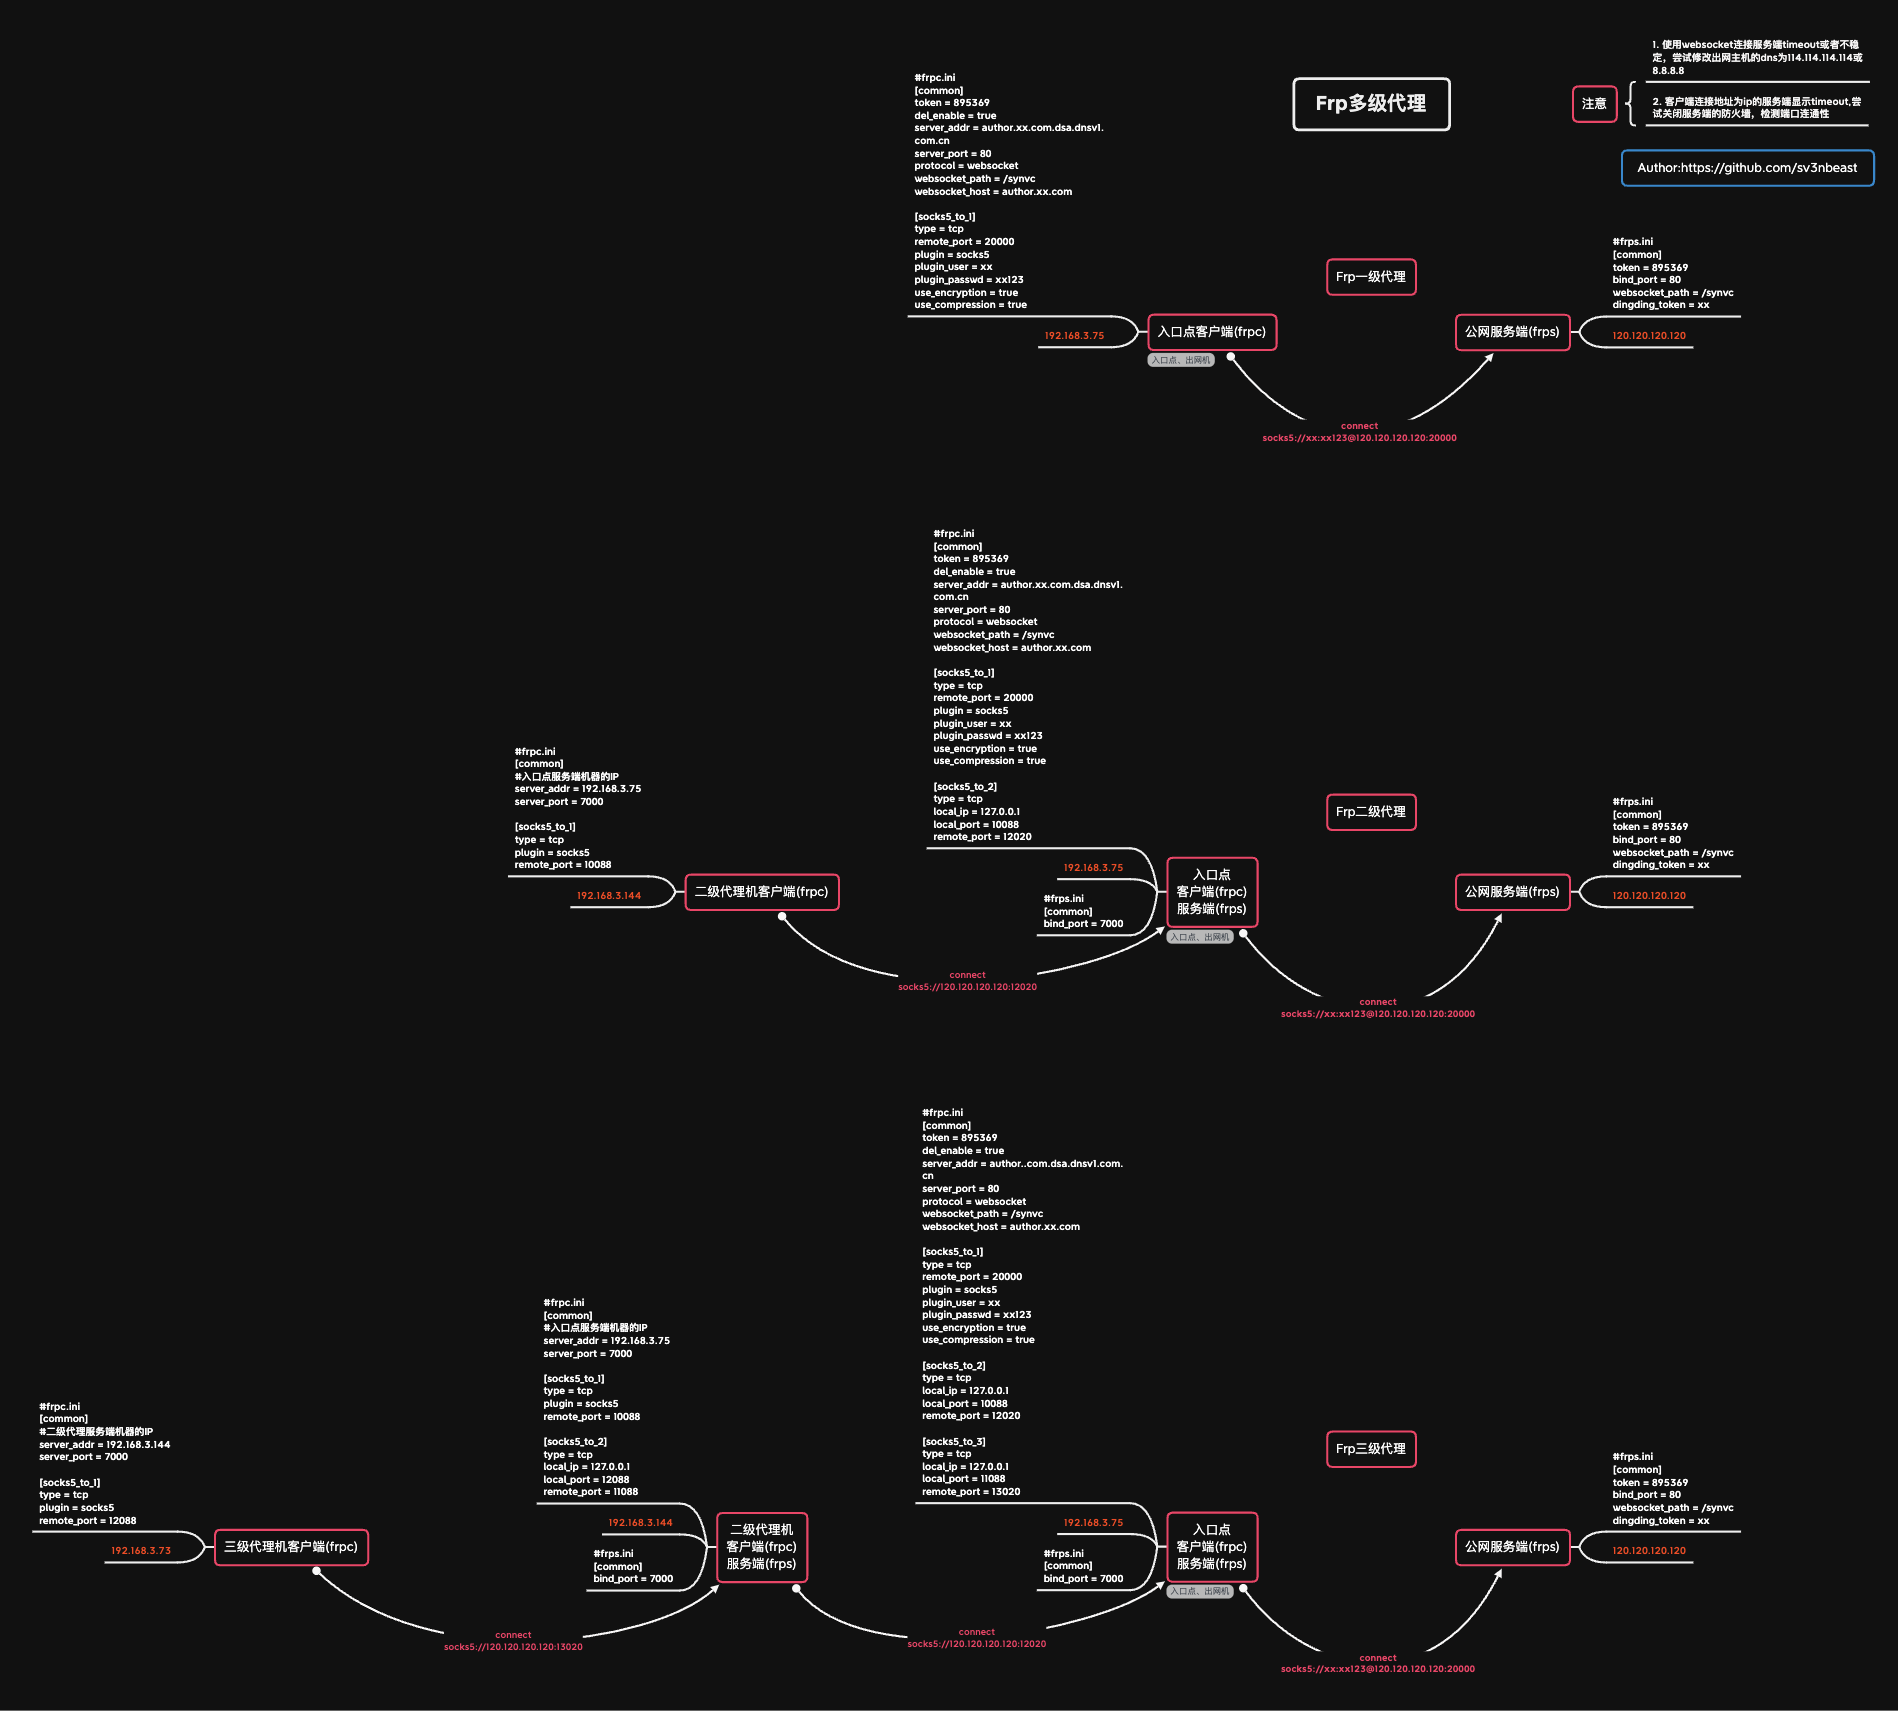 Frp多级代理
注意
1. 使用websocket连接服务端timeout或者不稳
定，尝试修改出网主机的dns为114.114.114.114或
8.8.8.8
2. 客户端连接地址为ip的服务端显示timeout,尝
试关闭服务端的防火墙，检测端口连通性
Author:https://github.com/sv3nbeast
#frpc.ini
[common]
token = 895369
del_enable = true
server_addr = author.xx.com.dsa.dnsv1.
com.cn
server_port = 80
protocol = websocket
websocket_path = /synvc
websocket_host = author.xx.com
[socks5_to_1]
type = tcp
remote_port = 20000
plugin = socks5
plugin_user = xx
plugin_passwd = xx123
use_encryption = true
use_compression = true
192.168.3.75
入口点客户端(frpc)
入口点、出网机
Frp一级代理
公网服务端(frps)
#frps.ini
[common]
token = 895369
bind_port = 80
websocket_path = /synvc
dingding_token = xx
120.120.120.120
connect
socks5://xx:xx123@120.120.120.120:20000
#frpc.ini
[common]
#入口点服务端机器的IP
server_addr = 192.168.3.75
server_port = 7000
[socks5_to_1]
type = tcp
plugin = socks5
remote_port = 10088
192.168.3.144
二级代理机客户端(frpc)
connect
socks5://120.120.120.120:12020
#frpc.ini
[common]
token = 895369
del_enable = true
server_addr = author.xx.com.dsa.dnsv1.
com.cn
server_port = 80
protocol = websocket
websocket_path = /synvc
websocket_host = author.xx.com
[socks5_to_1]
type = tcp
remote_port = 20000
plugin = socks5
plugin_user = xx
plugin_passwd = xx123
use_encryption = true
use_compression = true
[socks5_to_2]
type = tcp
local_ip = 127.0.0.1
local_port = 10088
remote_port = 12020
192.168.3.75
#frps.ini
[common]
bind_port = 7000
入口点
客户端(frpc)
服务端(frps)
入口点、出网机
Frp二级代理
公网服务端(frps)
#frps.ini
[common]
token = 895369
bind_port = 80
websocket_path = /synvc
dingding_token = xx
120.120.120.120
connect
socks5://xx:xx123@120.120.120.120:20000
#frpc.ini
[common]
#二级代理服务端机器的IP
server_addr = 192.168.3.144
server_port = 7000
[socks5_to_1]
type = tcp
plugin = socks5
remote_port = 12088
192.168.3.73
三级代理机客户端(frpc)
connect
socks5://120.120.120.120:13020
#frpc.ini
[common]
#入口点服务端机器的IP
server_addr = 192.168.3.75
server_port = 7000
[socks5_to_1]
type = tcp
plugin = socks5
remote_port = 10088
[socks5_to_2]
type = tcp
local_ip = 127.0.0.1
local_port = 12088
remote_port = 11088
192.168.3.144
#frps.ini
[common]
bind_port = 7000
二级代理机
客户端(frpc)
服务端(frps)
connect
socks5://120.120.120.120:12020
#frpc.ini
[common]
token = 895369
del_enable = true
server_addr = author..com.dsa.dnsv1.com.
cn
server_port = 80
protocol = websocket
websocket_path = /synvc
websocket_host = author.xx.com
[socks5_to_1]
type = tcp
remote_port = 20000
plugin = socks5
plugin_user = xx
plugin_passwd = xx123
use_encryption = true
use_compression = true
[socks5_to_2]
type = tcp
local_ip = 127.0.0.1
local_port = 10088
remote_port = 12020
[socks5_to_3]
type = tcp
local_ip = 127.0.0.1
local_port = 11088
remote_port = 13020
192.168.3.75
#frps.ini
[common]
bind_port = 7000
入口点
客户端(frpc)
服务端(frps)
入口点、出网机
Frp三级代理
公网服务端(frps)
#frps.ini
[common]
token = 895369
bind_port = 80
websocket_path = /synvc
dingding_token = xx
120.120.120.120
connect
socks5://xx:xx123@120.120.120.120:20000